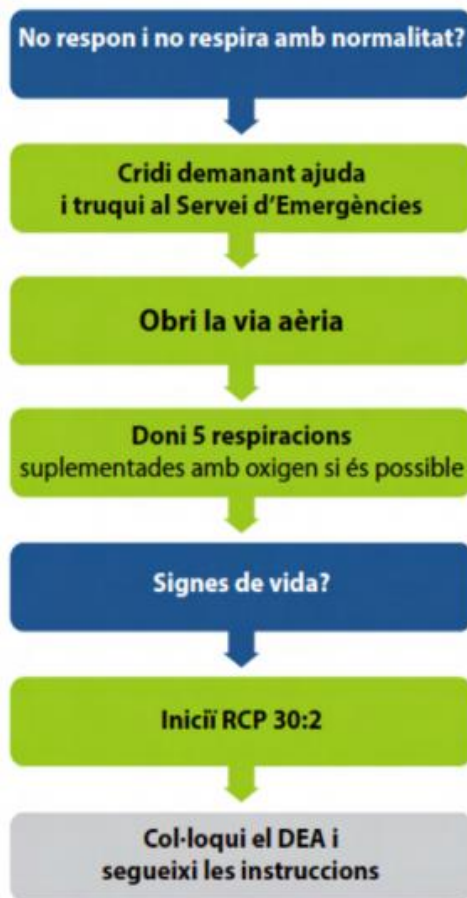 No respon i no respira amb normalitat?
Cridi demanant ajuda
i truqui al Servei d'Emergències
Obri la via aèria
Doni 5 respiracions
suplementades amb oxigen si és possible
Signes de vida?
Iniciï RCP 30:2
Col·loqui el DEA i
segueixi les instruccions